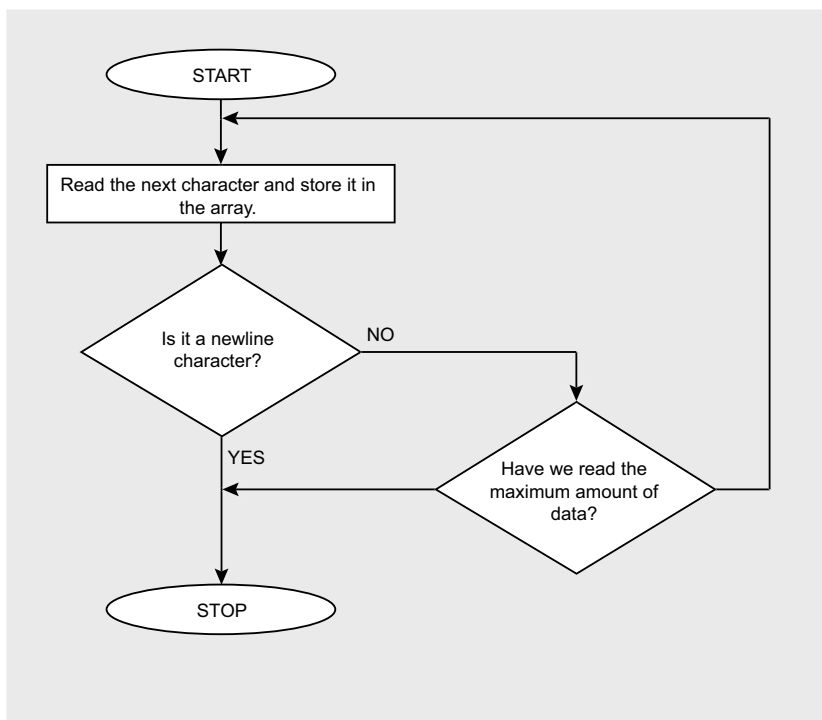 START
Read the next character and store it in
the array.
Is it a newline
character?
NO
YES
Have we read the
maximum amount of
data?
STOP